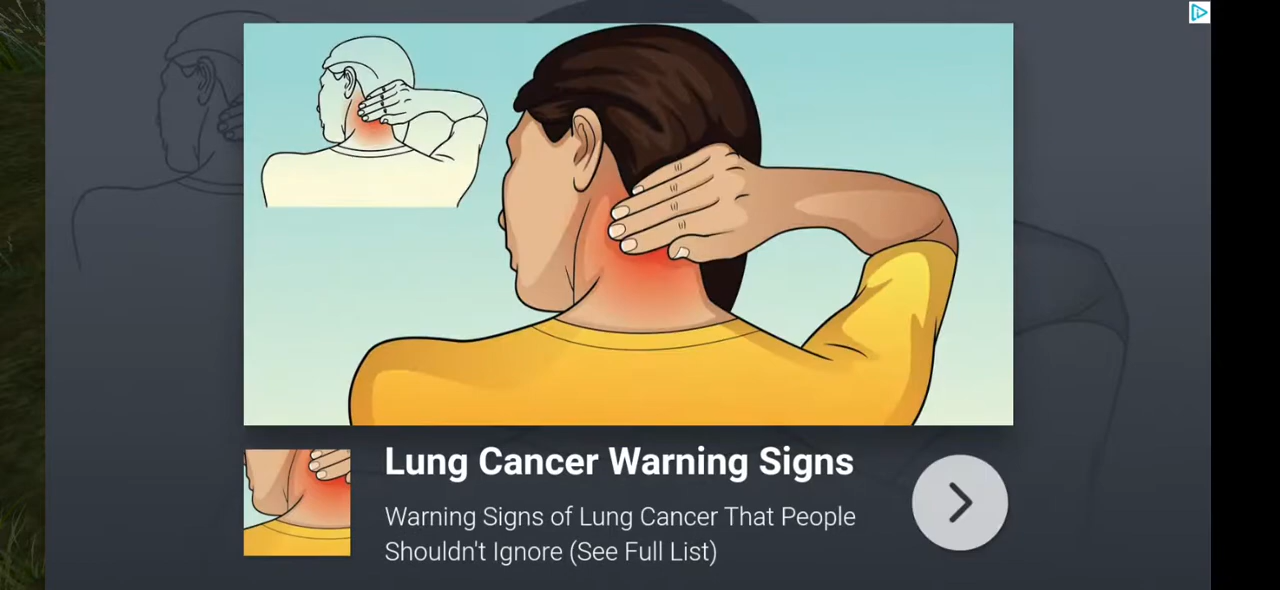 Lung Cancer Warning Signs
Warning Signs of Lung Cancer That People
Shouldn't Ignore (See Full List)